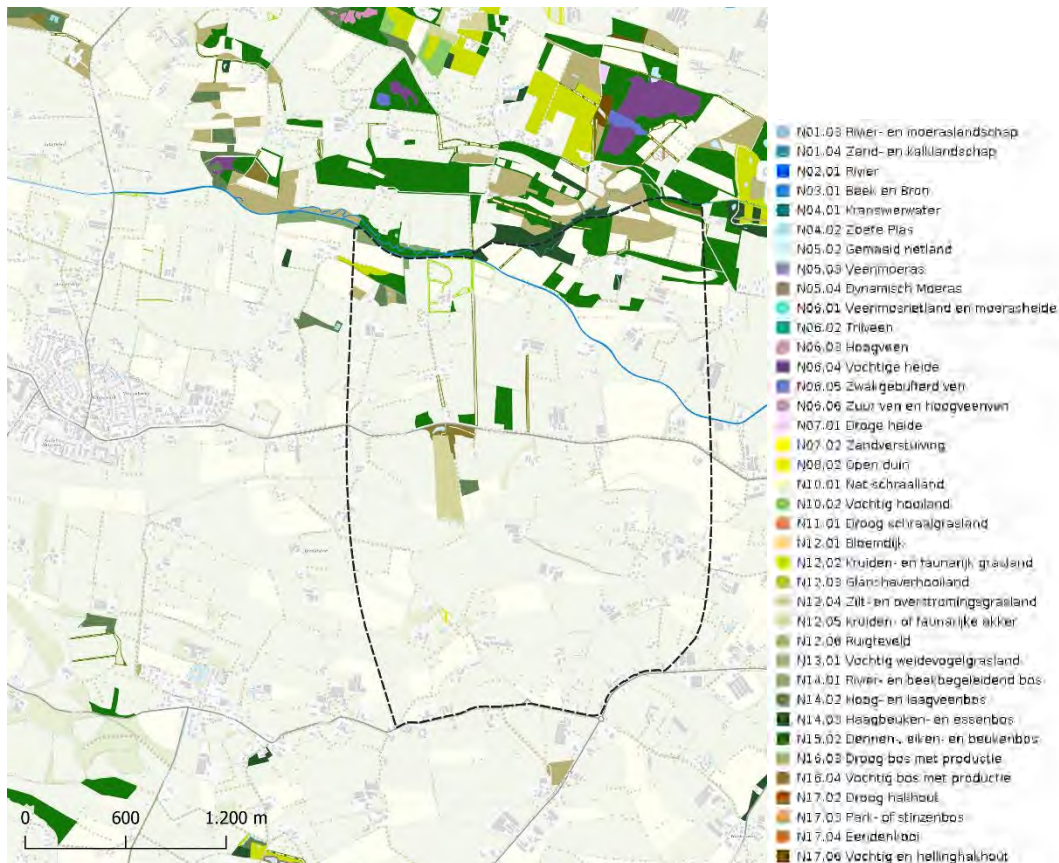 N01.03 Rivier- en moeraslandschap
N01.04 Zand- en kalklandschap
N02.01 Rivier
N03.01 Beek en Bron
N04.01 Kranswierwater
N04.02 Zoete Plas
N05.02 Gemaaid rietland
N05.03 Veenmoeras
N05.04 Dynamisch Moeras
N06.01 Veenmosrietland en moerasheide
N06.02 Trilveen
N06.03 Hoogveen
N06.04 Vochtige heide
N06.05 Zwakgebufferd ven
N06.06 Zuur ven en hoogveenven
N07.01 Droge heide
N07.02 Zandverstuiving
N08.02 Open duin
N10.01 Nat schraalland
N10.02 Vochtig hooiland
N11.01 Droog schraalgrasland
N12.01 Bloemdijk
N12.02 Kruiden- en faunarijk grasland
N12.03 Glanshaverhooiland
N12.04 Zilt- en overstromingsgrasland
N12.05 Kruiden- of faunarijke akker
N12.06 Ruigteveld
N13.01 Vochtig weidevogelgrasland
N14.01 Rivier- en beekbegeleidend bos
N14.02 Hoog- en laagveenbos
N14.03 Haagbeuken- en essenbos
N15.02 Dennen-, eiken- en beukenbos
N16.03 Droog bos met productie
N16.04 Vochtig bos met productie
N17.02 Droog hakhout
N17.03 Park- of stinzenbos
N17.04 Eendenkooi
N17.06 Vochtig en hellinghakhout
0 600 1.200 m